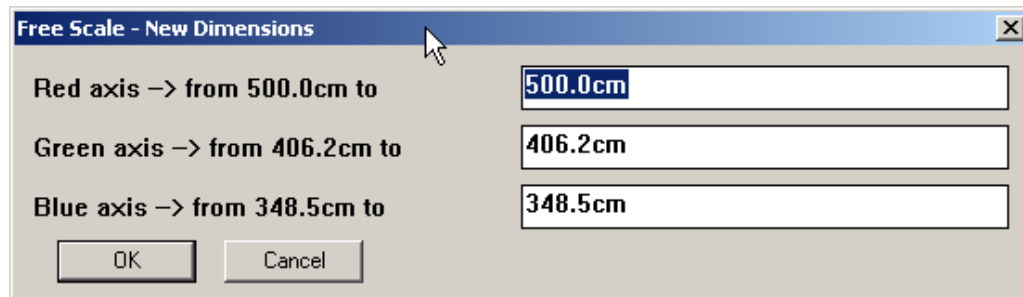 Free Scale - New Dimensions
Red axis –> from 500.0cm to 500.0cm
Green axis –> from 406.2cm to 406.2cm
Blue axis –> from 348.5cm to 348.5cm
OK Cancel